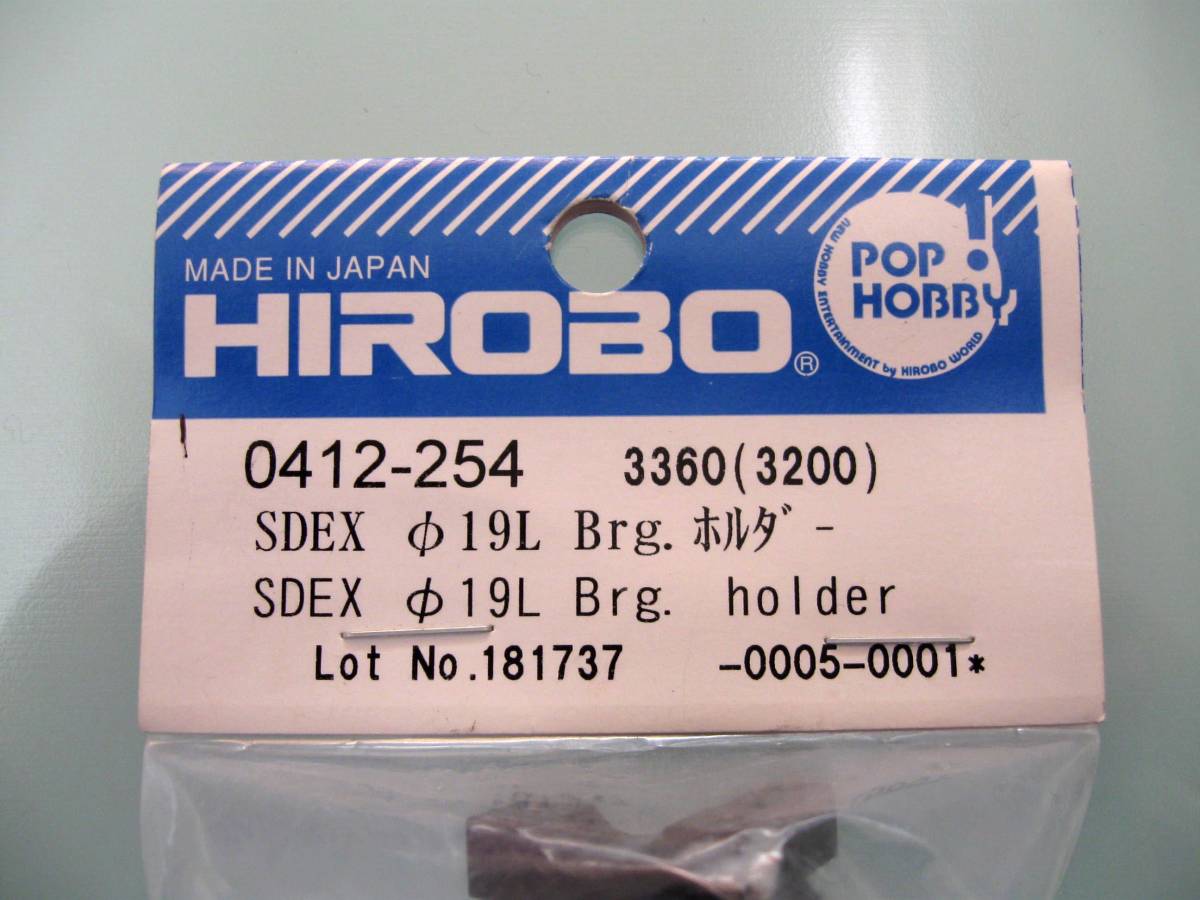 MADE IN JAPAN
HIROBO®
POP!
HOBBY
NEW HOBBY ENTERTAINMENT by HIROBO WORLD
0412-254 3360(3200)
SDEX φ19L Brg.ﾎﾙﾀﾞｰ
SDEX φ19L Brg. holder
Lot No.181737 -0005-0001*